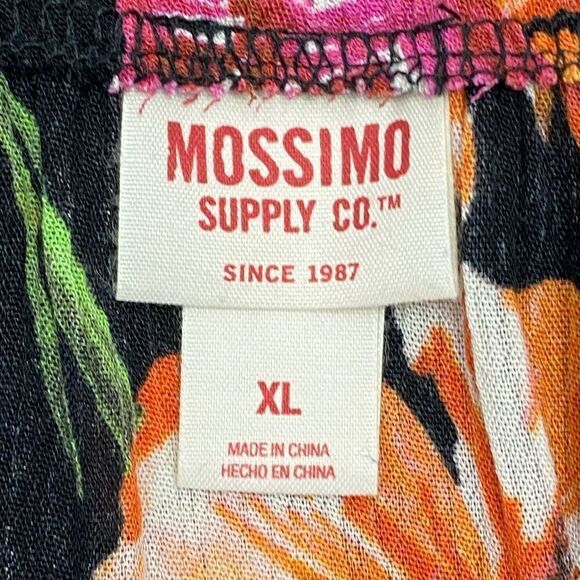 MOSSIMO
SUPPLY CO.™
SINCE 1987
XL
MADE IN CHINA
HECHO EN CHINA